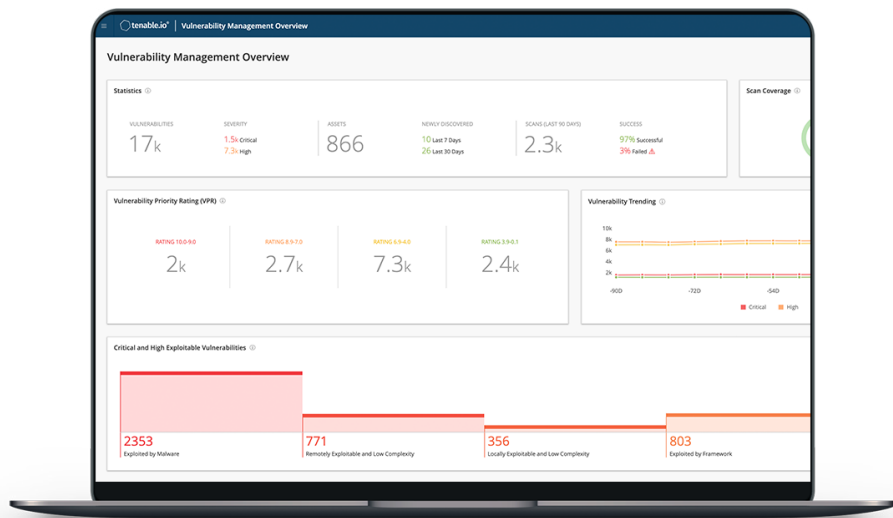 tenable.io® | Vulnerability Management Overview
Vulnerability Management Overview
Statistics
VULNERABILITIES
17k
SEVERITY
1.5k Critical
7.3k High
ASSETS
866
NEWLY DISCOVERED
10 Last 7 Days
26 Last 30 Days
SCANS (LAST 90 DAYS)
2.3k
SUCCESS
97% Successful
3% Failed
Scan Coverage
Vulnerability Priority Rating (VPR)
RATING 10.0-9.0
2k
RATING 8.9-7.0
2.7k
RATING 6.9-4.0
7.3k
RATING 3.9-0.1
2.4k
Vulnerability Trending
10k
8k
6k
4k
2k
-90D -72D -54D
Critical High
Critical and High Exploitable Vulnerabilities
2353
Exploited by Malware
771
Remotely Exploitable and Low Complexity
356
Locally Exploitable and Low Complexity
803
Exploited by Framework